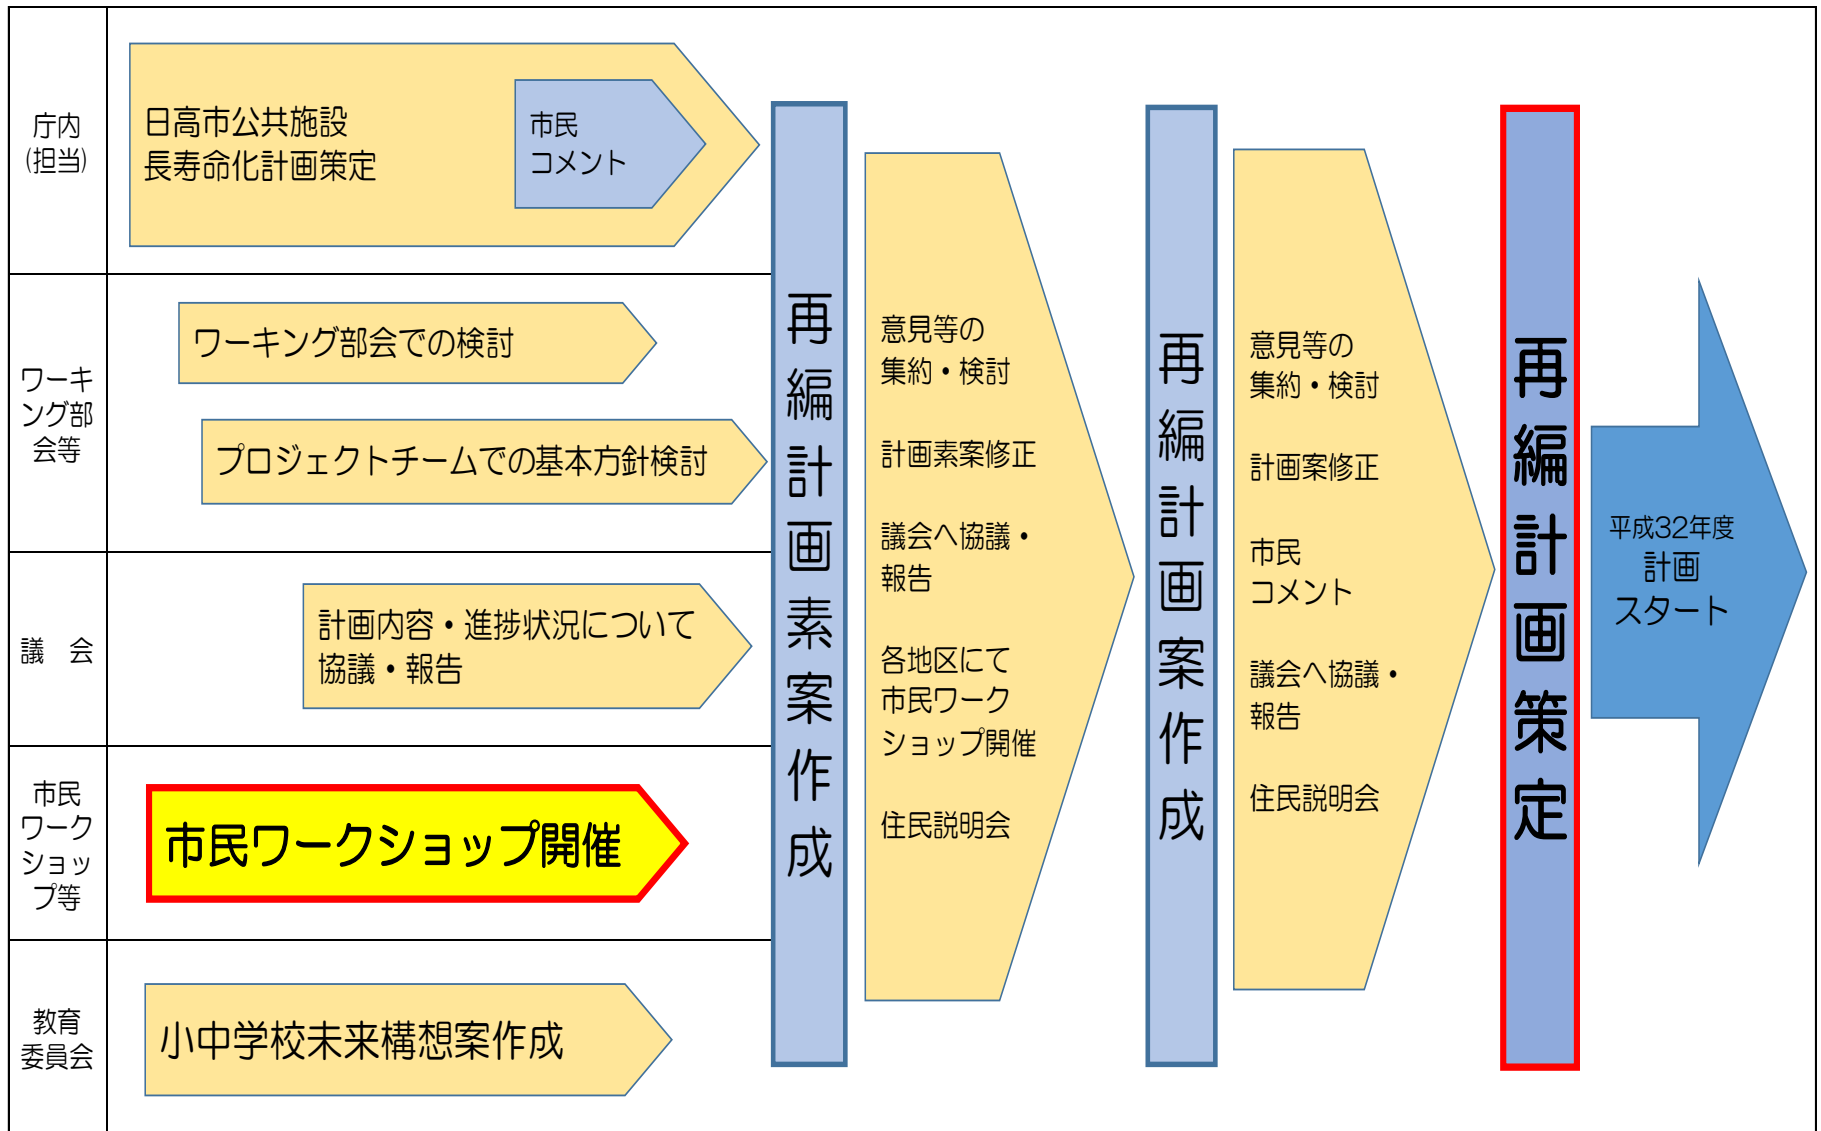 庁内
(担当)
日高市公共施設
長寿命化計画策定
市民
コメント
ワーキ
ング部
会等
ワーキング部会での検討
プロジェクトチームでの基本方針検討
議　会
計画内容・進捗状況について
協議・報告
市民
ワーク
ショッ
プ等
市民ワークショップ開催
教育
委員会
小中学校未来構想案作成
再編計画素案作成
意見等の
集約・検討
計画素案修正
議会へ協議・
報告
各地区にて
市民ワーク
ショップ開催
住民説明会
再編計画案作成
意見等の
集約・検討
計画案修正
市民
コメント
議会へ協議・
報告
住民説明会
再編計画策定
平成32年度
計画
スタート